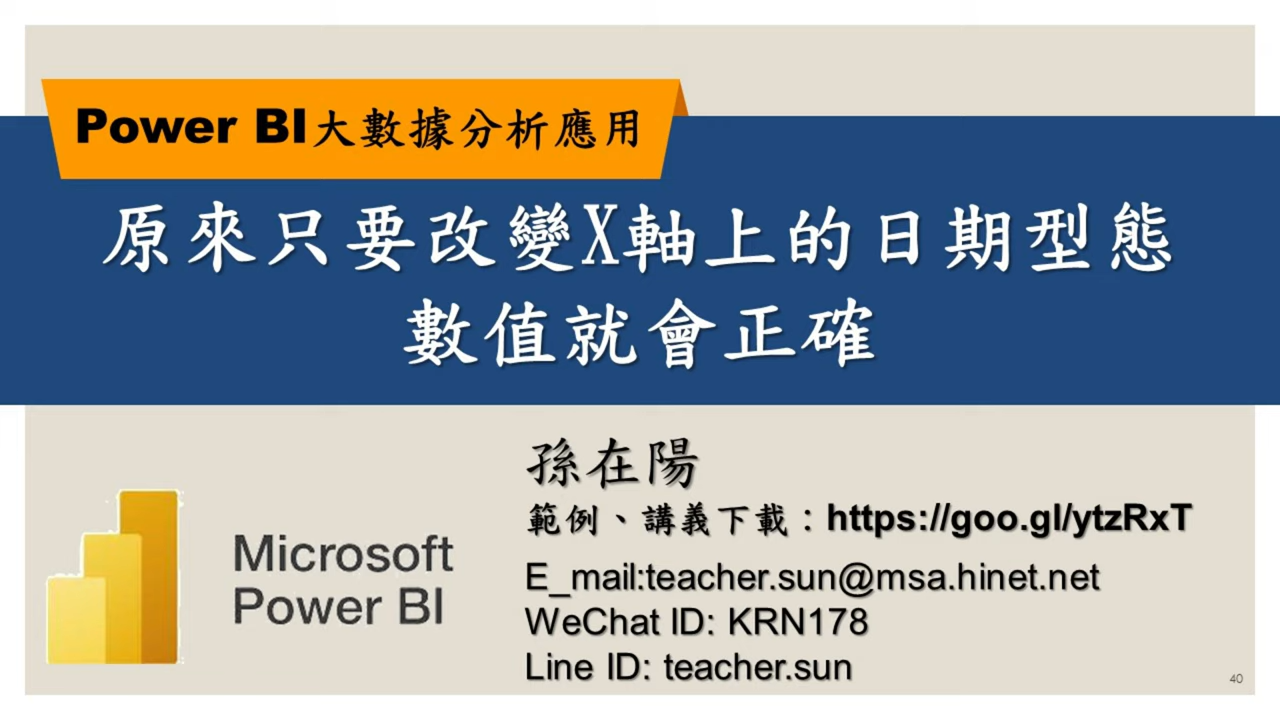 Power BI大數據分析應用
原來只要改變X軸上的日期型態
數值就會正確
孫在陽
範例、講義下載：https://goo.gl/ytzRxT
Microsoft
Power BI
E_mail:teacher.sun@msa.hinet.net
WeChat ID: KRN178
Line ID: teacher.sun
40